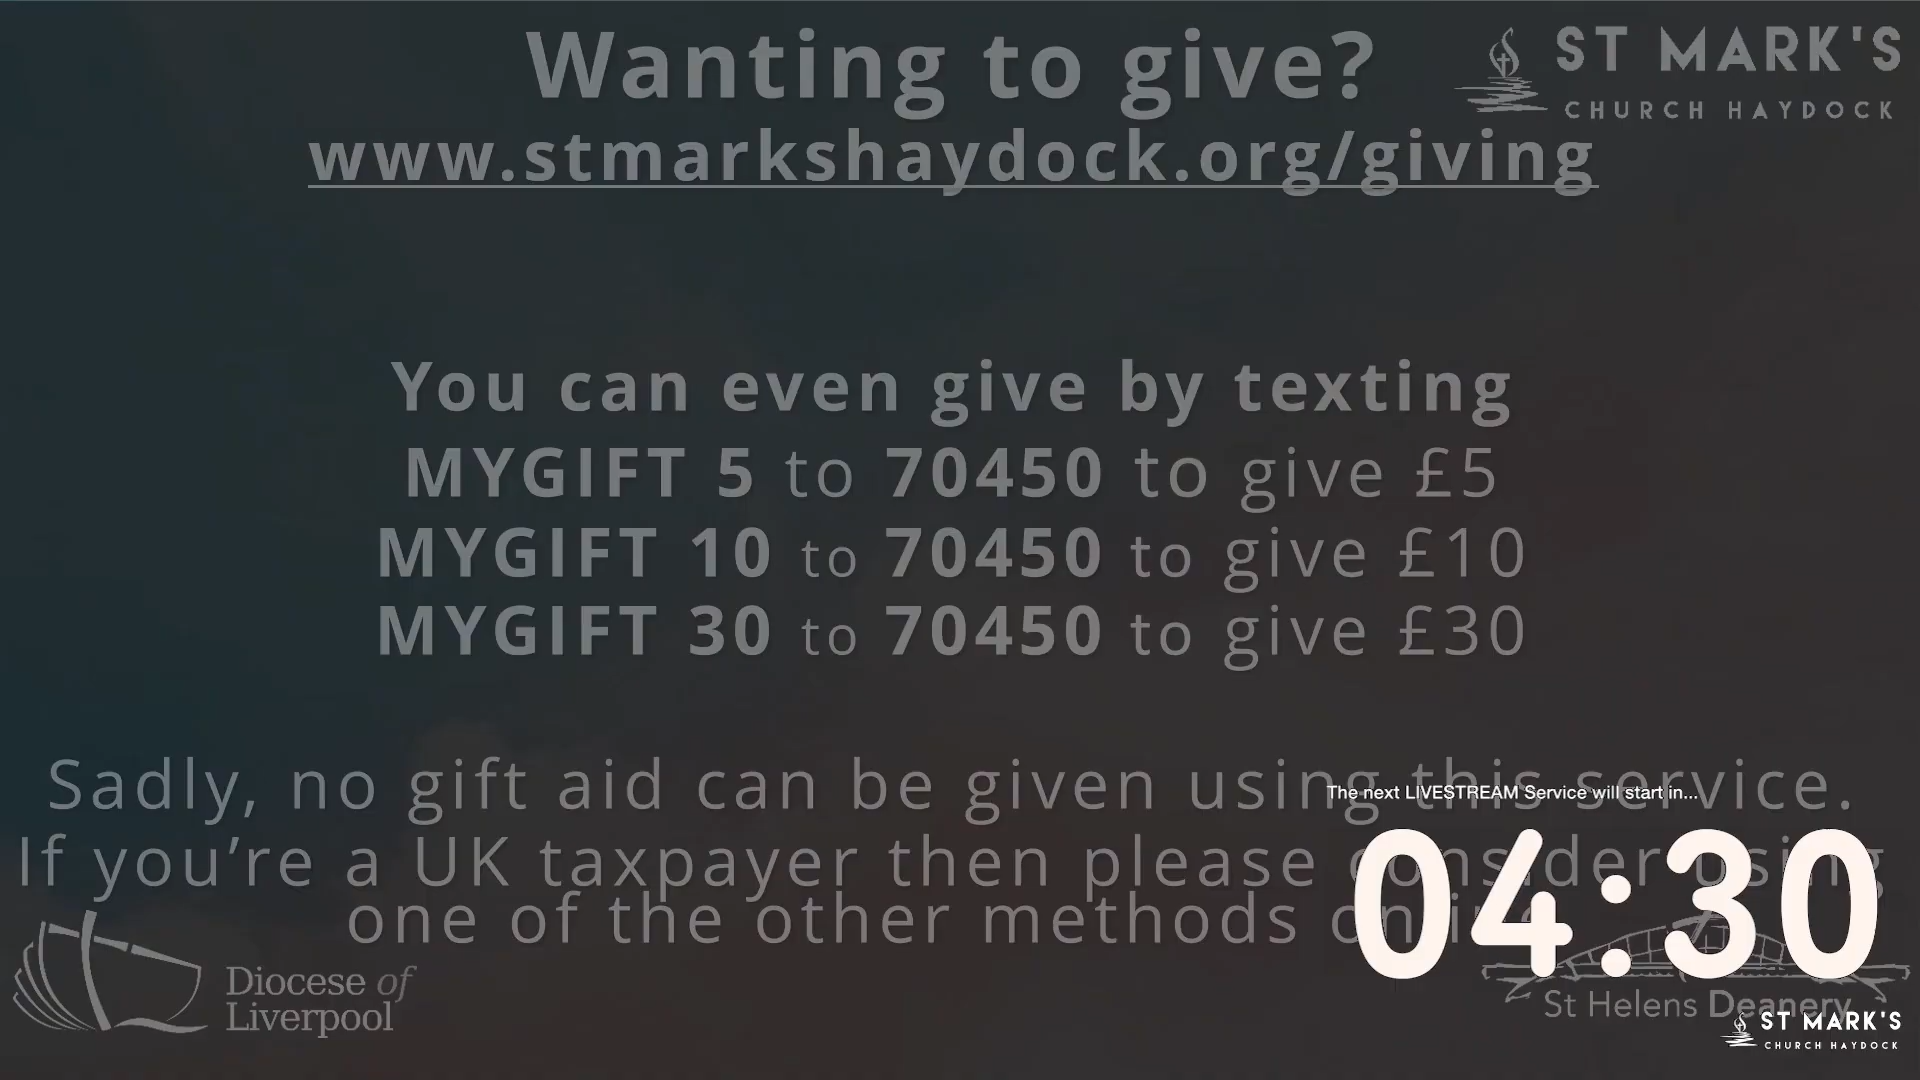 Wanting to give?
ST MARK'S
CHURCH HAYDOCK
www.stmarkshaydock.org/giving
You can even give by texting
MYGIFT 5 to 70450 to give £5
MYGIFT 10 to 70450 to give £10
MYGIFT 30 to 70450 to give £30
Sadly, no gift aid can be given using this service.
The next LIVESTREAM Service will start in...
If you’re a UK taxpayer then please consider using
04:30
one of the other methods online
Diocese of
Liverpool
St Helens Deanery
ST MARK'S
CHURCH HAYDOCK